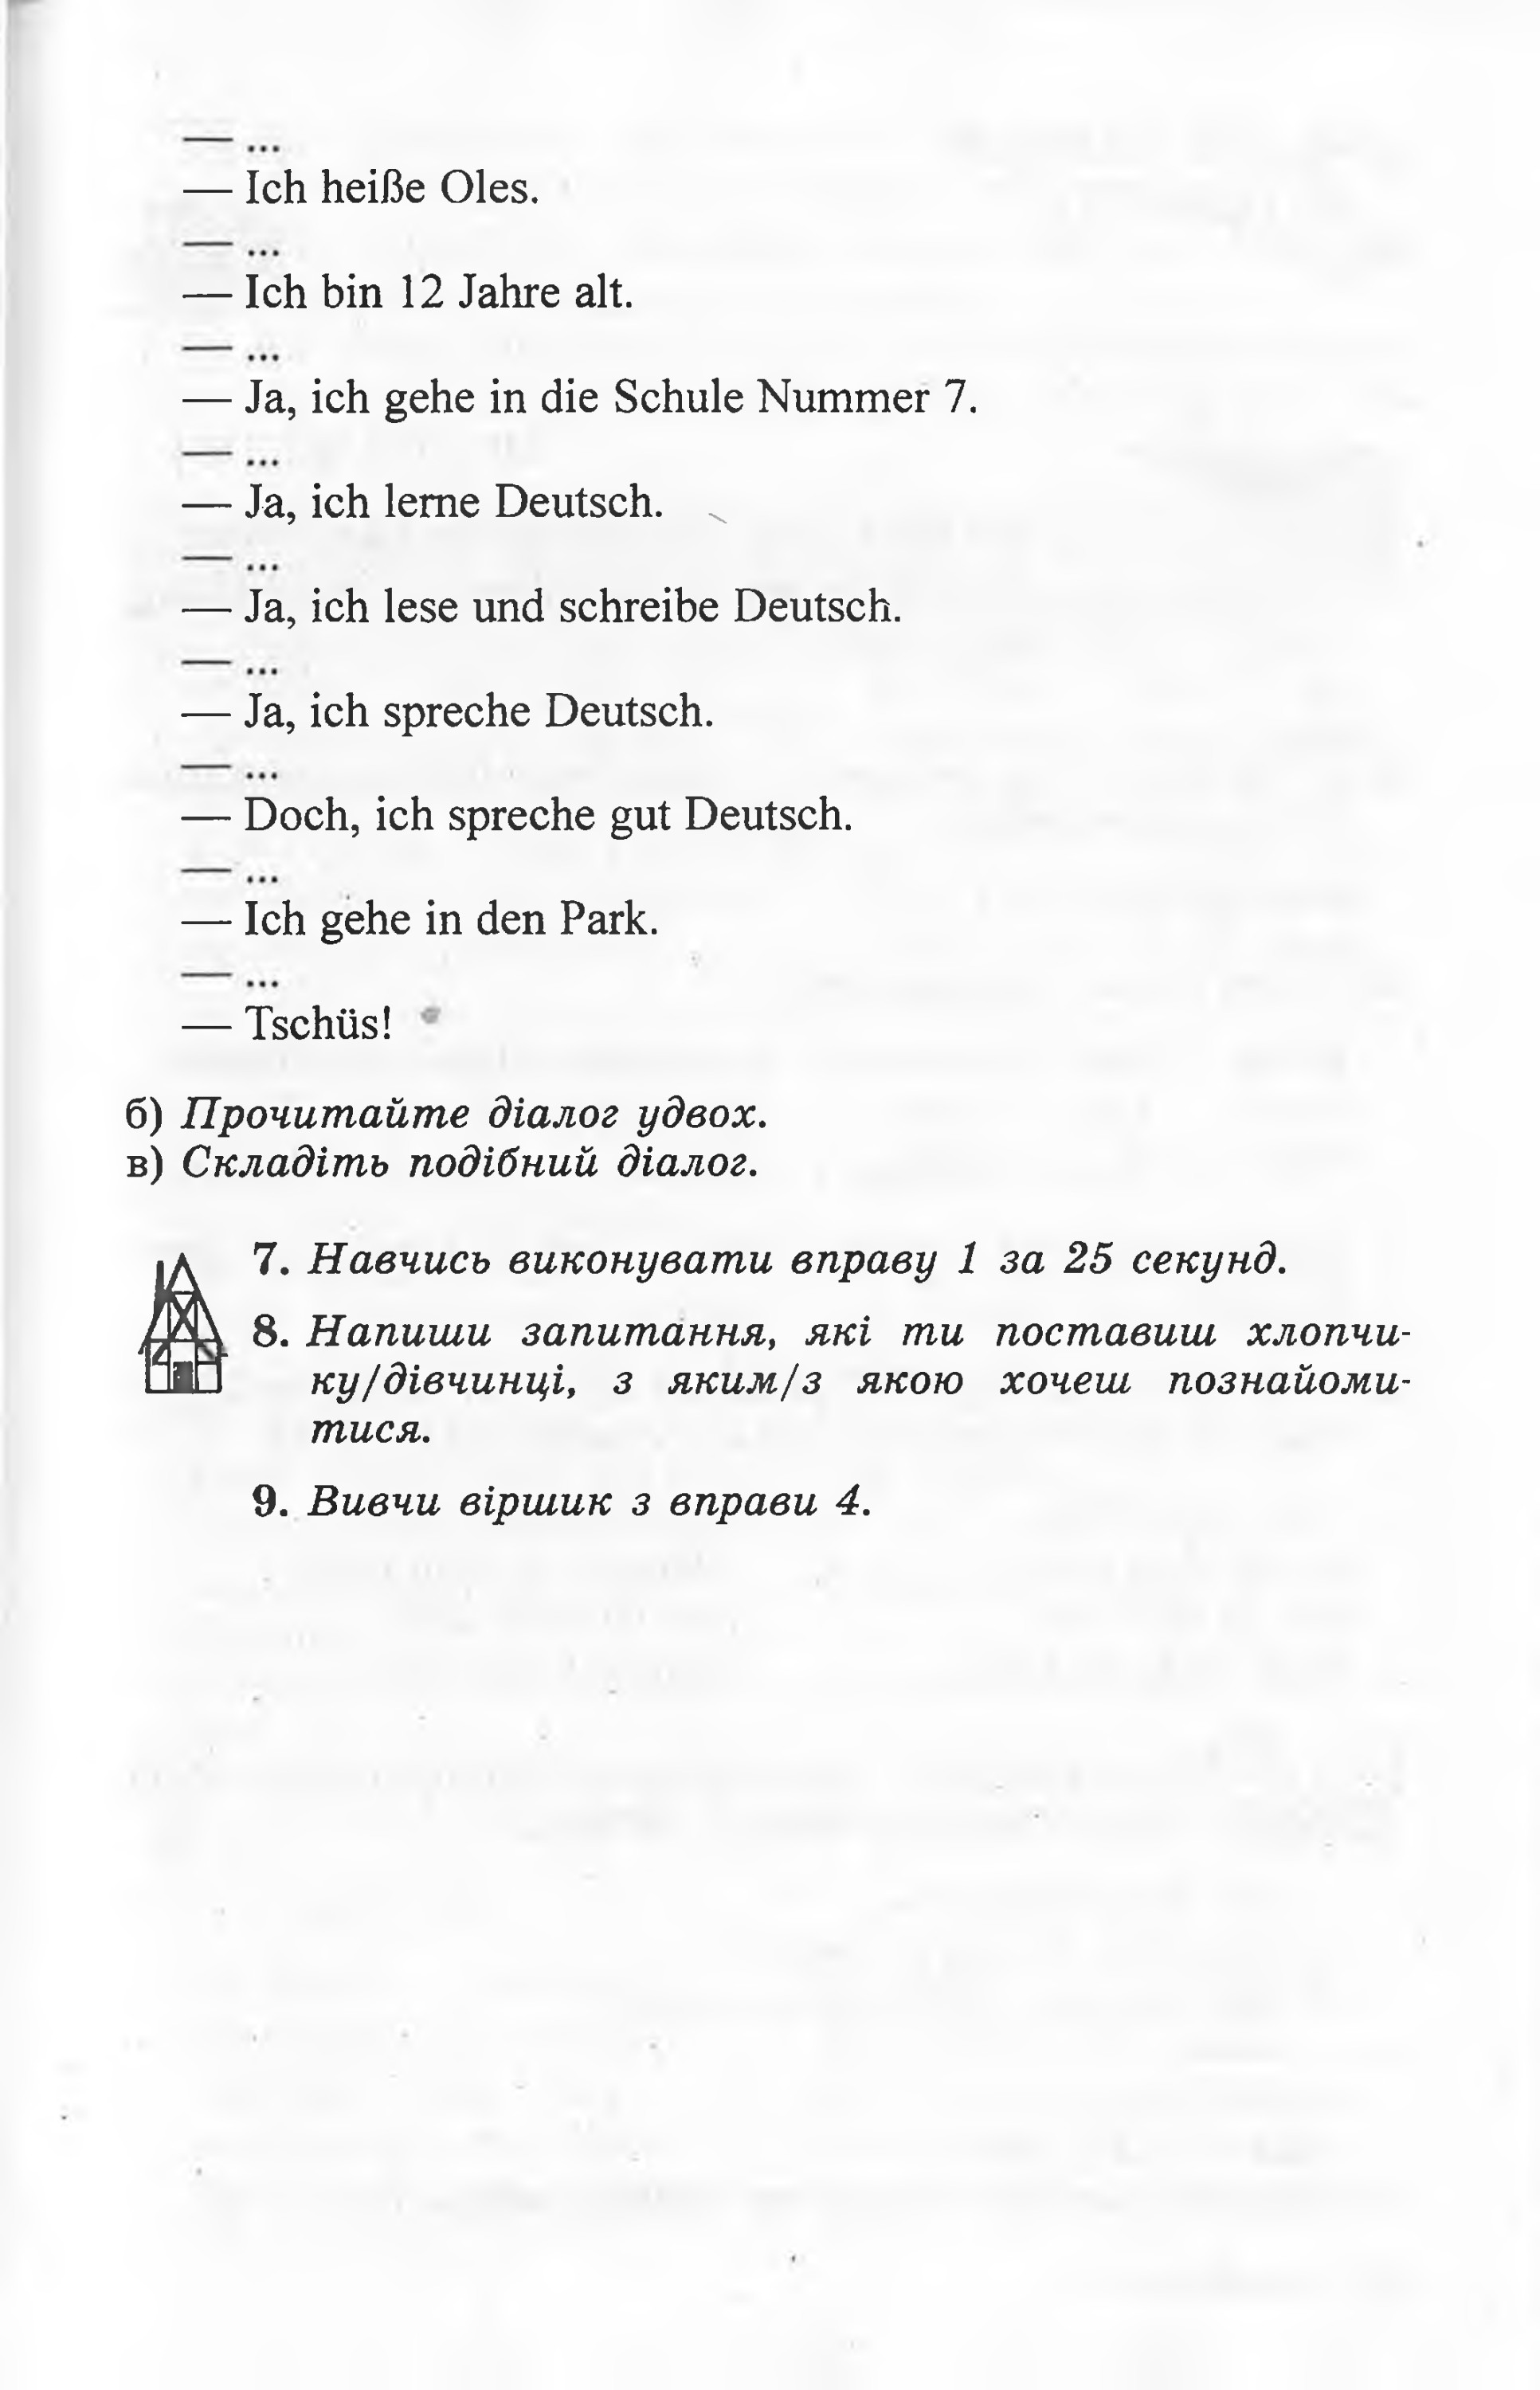 — ...
— Ich heiße Oles.
— ...
— Ich bin 12 Jahre alt.
— ...
— Ja, ich gehe in die Schule Nummer 7.
— ...
— Ja, ich lerne Deutsch.
— ...
— Ja, ich lese und schreibe Deutsch.
— ...
— Ja, ich spreche Deutsch.
— ...
— Doch, ich spreche gut Deutsch.
— ...
— Ich gehe in den Park.
— ...
— Tschüs!
б) Прочитайте діалог удвох.
в) Складіть подібний діалог.
7. Навчись виконувати вправу 1 за 25 секунд.
8. Напиши запитання, які ти поставиш хлопчи-
ку/дівчинці, з яким/з якою хочеш познайоми-
тися.
9. Вивчи віршик з вправи 4.